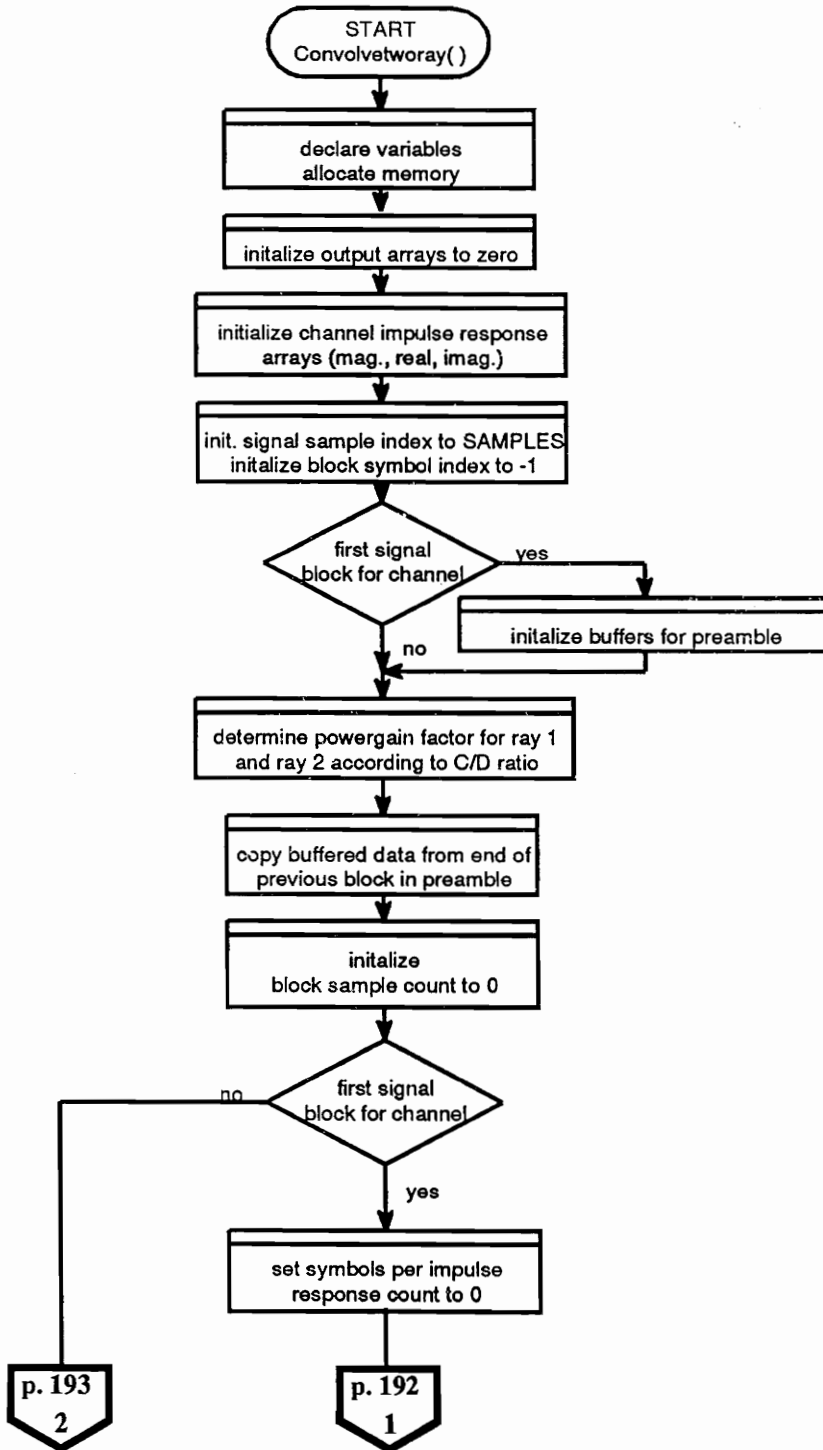 START
Convolvetworay( )
declare variables
allocate memory
initalize output arrays to zero
initialize channel impulse response
arrays (mag., real, imag.)
init. signal sample index to SAMPLES
initalize block symbol index to -1
first signal
block for channel
yes
initalize buffers for preamble
no
determine powergain factor for ray 1
and ray 2 according to C/D ratio
copy buffered data from end of
previous block in preamble
initalize
block sample count to 0
no
first signal
block for channel
yes
set symbols per impulse
response count to 0
p. 193
2
p. 192
1